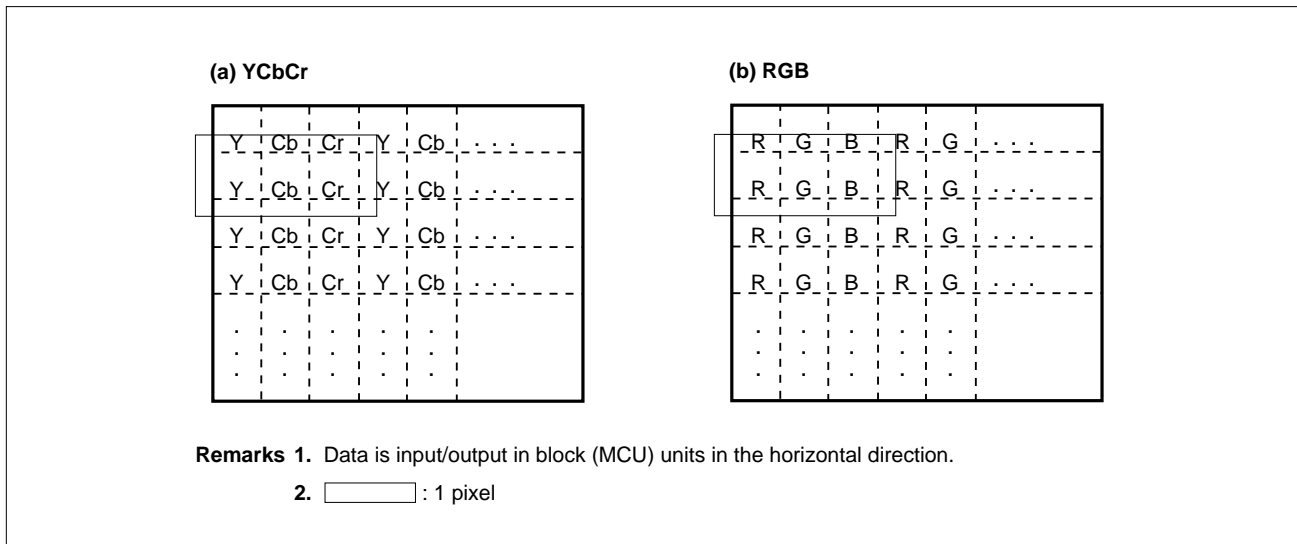 (a) YCbCr
Y Cb Cr Y Cb . . .
Y Cb Cr Y Cb . . .
Y Cb Cr Y Cb . . .
Y Cb Cr Y Cb . . .
. . . . .
. . . . .
. . . . .
(b) RGB
R G B R G . . .
R G B R G . . .
R G B R G . . .
R G B R G . . .
. . . . .
. . . . .
. . . . .
Remarks 1. Data is input/output in block (MCU) units in the horizontal direction.
2. : 1 pixel